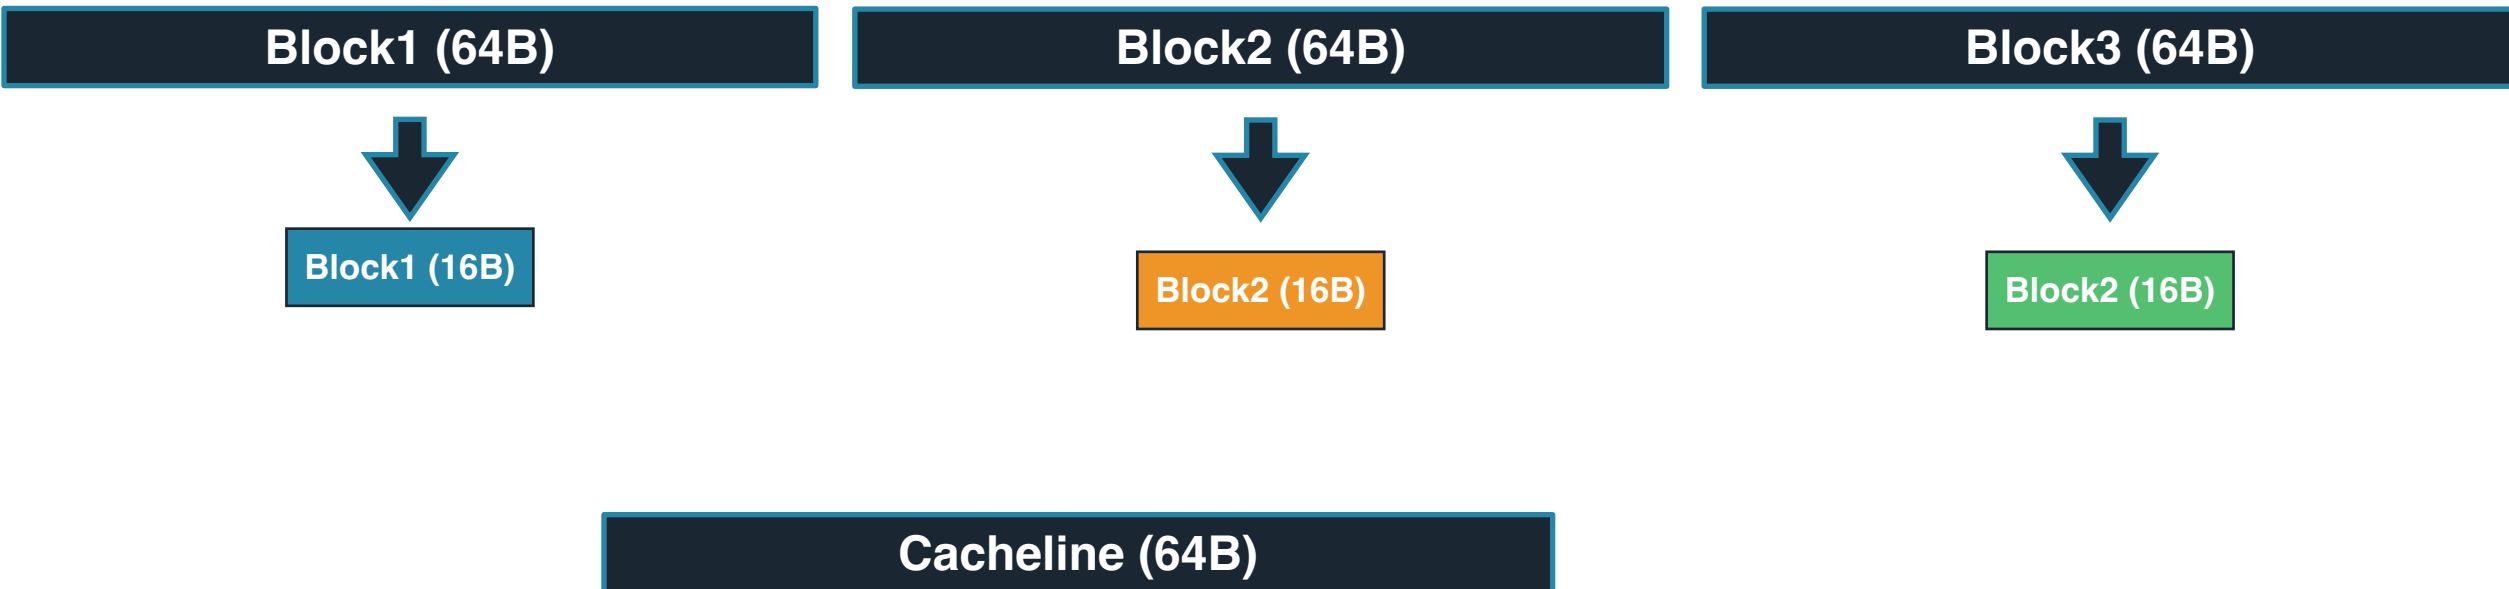 Block1 (64B)
Block2 (64B)
Block3 (64B)
Block1 (16B)
Block2 (16B)
Block2 (16B)
Cacheline (64B)